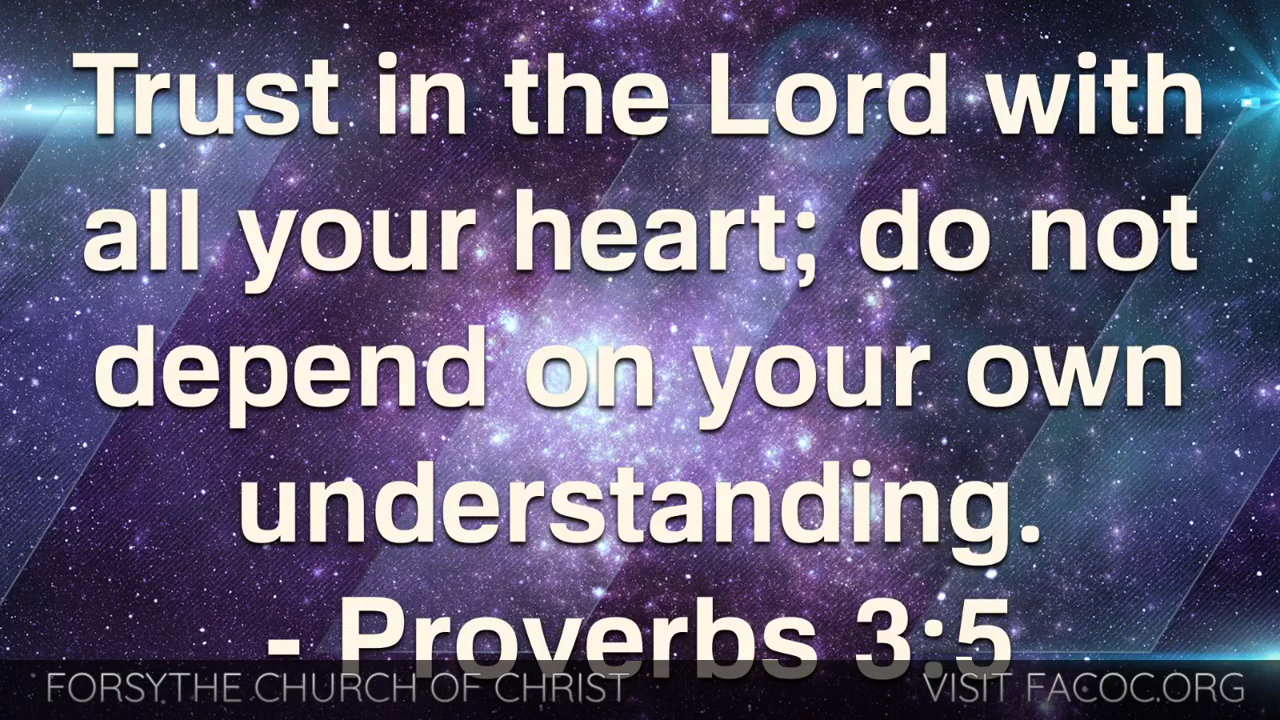 Trust in the Lord with
all your heart; do not
depend on your own
understanding.
- Proverbs 3:5
FORSYTHE CHURCH OF CHRIST
VISIT FACOC.ORG